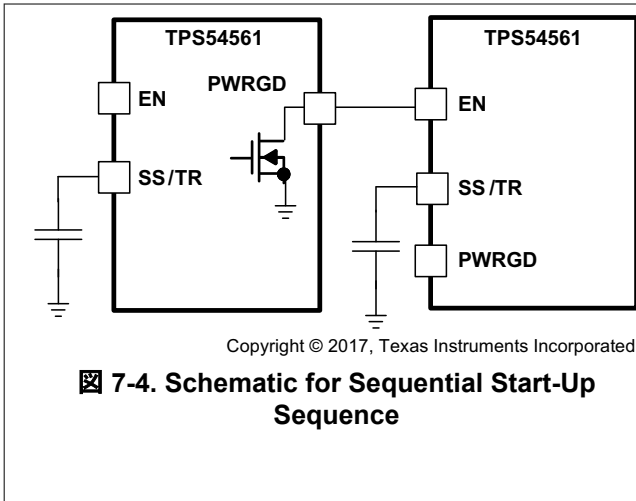 TPS54561
TPS54561
PWRGD
EN
EN
SS/TR
SS/TR
PWRGD
Copyright © 2017, Texas Instruments Incorporated
図 7-4. Schematic for Sequential Start-Up
Sequence